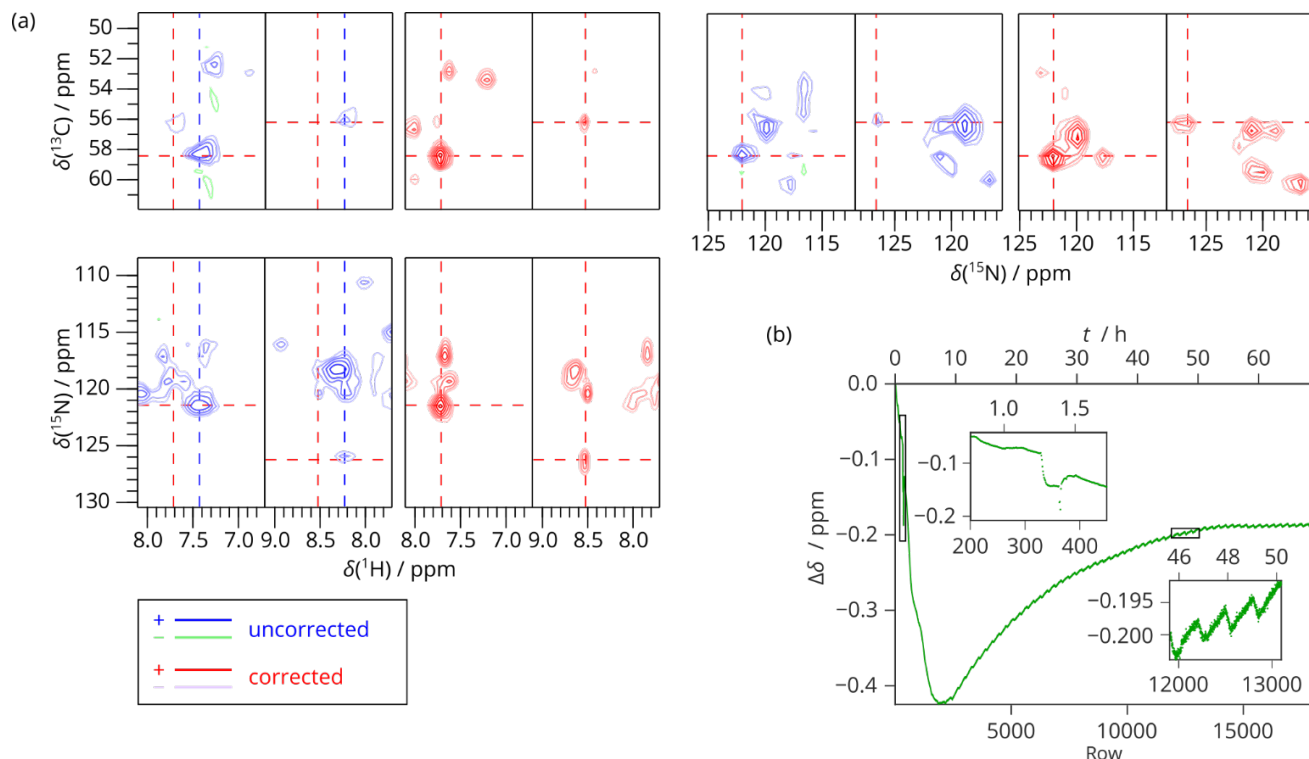 (a)
50
52
54
56
58
60
δ(¹³C) / ppm
125 120 115 125 120 125 120 115 125 120
δ(¹⁵N) / ppm
110
115
120
125
130
δ(¹⁵N) / ppm
8.0 7.5 7.0 9.0 8.5 8.0 8.0 7.5 7.0 9.0 8.5 8.0
δ(¹H) / ppm
+
− uncorrected
+
− corrected
(b)
t / h
0 10 20 30 40 50 60
0.0
−0.1
−0.2
−0.3
−0.4
Δδ / ppm
1.0 1.5
−0.1
−0.2
200 300 400
46 48 50
−0.195
−0.200
12000 13000
5000 10000 15000
Row